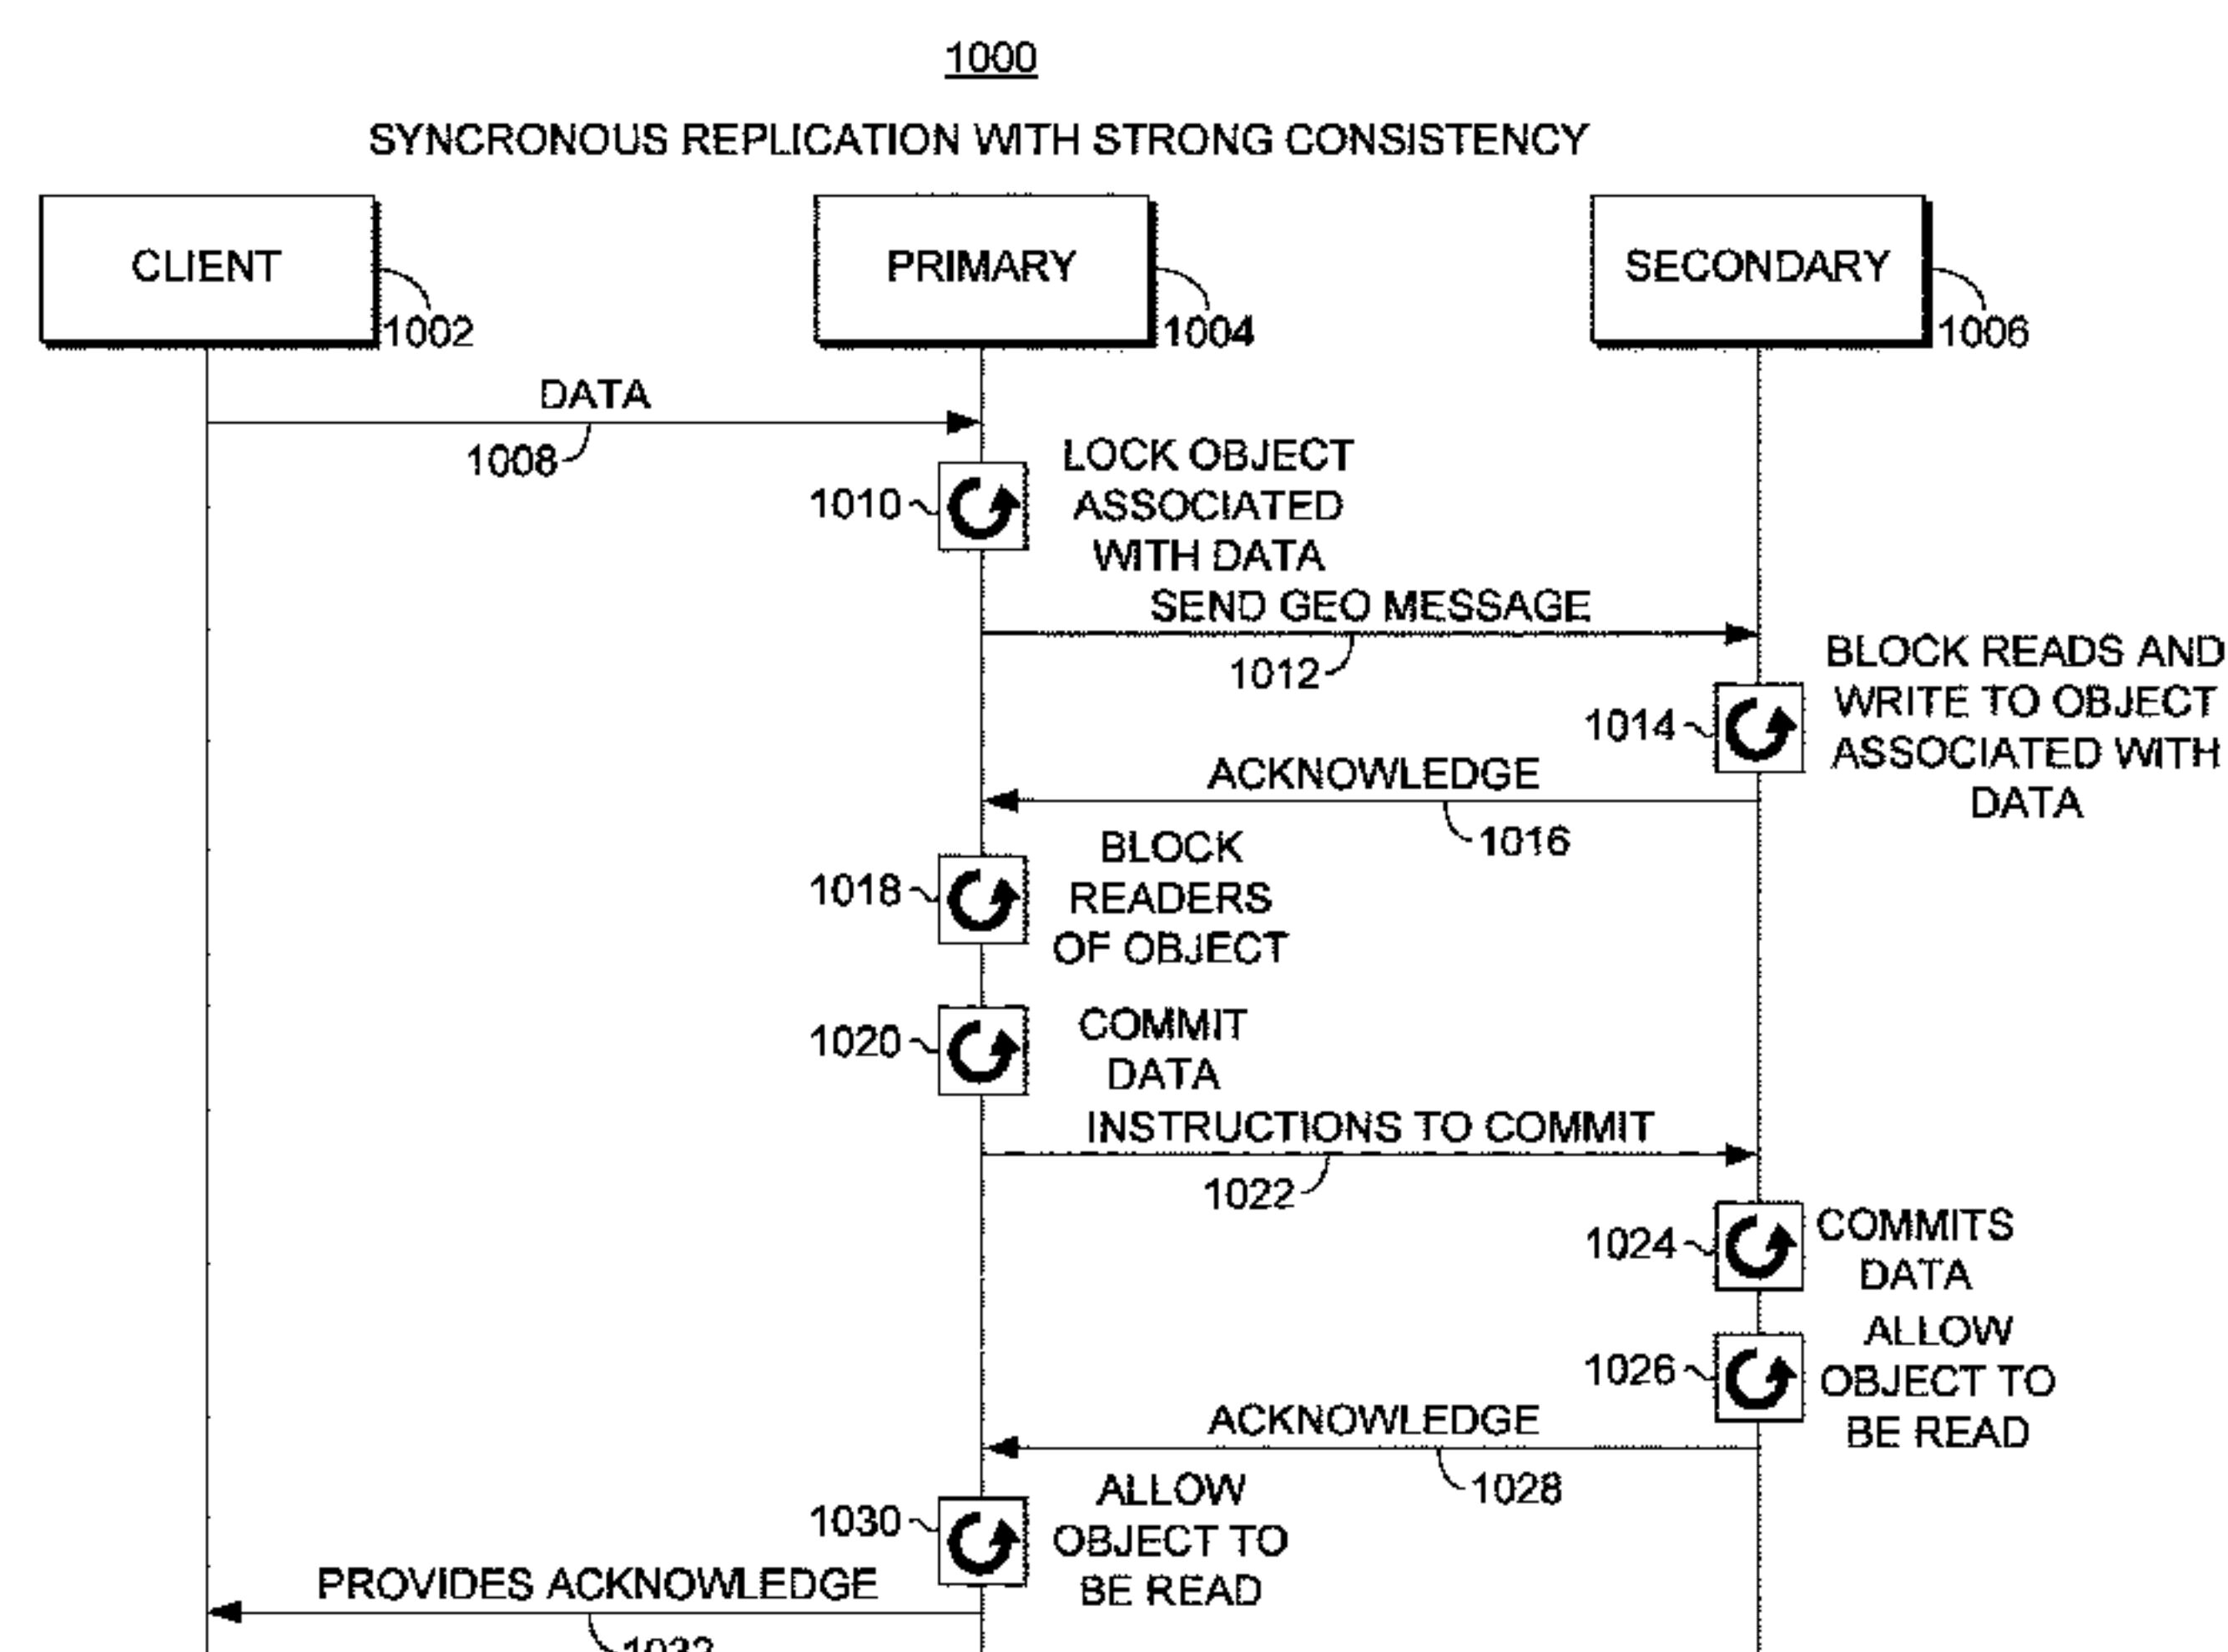 1000
SYNCRONOUS REPLICATION WITH STRONG CONSISTENCY
CLIENT
1002
PRIMARY
1004
SECONDARY
1006
DATA
1008
1010
LOCK OBJECT
ASSOCIATED
WITH DATA
SEND GEO MESSAGE
1012
1014
BLOCK READS AND
WRITE TO OBJECT
ASSOCIATED WITH
DATA
ACKNOWLEDGE
1016
1018
BLOCK
READERS
OF OBJECT
1020
COMMIT
DATA
INSTRUCTIONS TO COMMIT
1022
1024
COMMITS
DATA
1026
ALLOW
OBJECT TO
BE READ
ACKNOWLEDGE
1028
1030
ALLOW
OBJECT TO
BE READ
PROVIDES ACKNOWLEDGE
1032